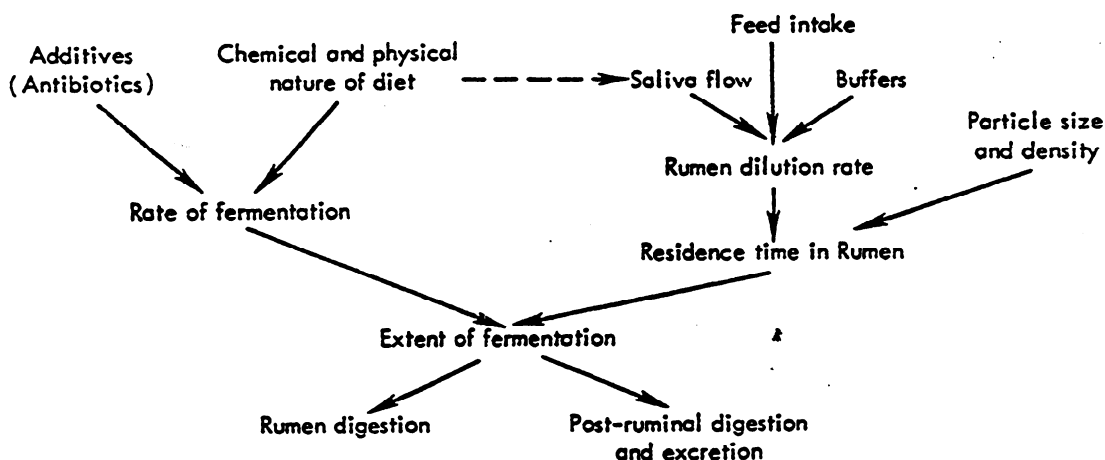 Feed intake
Additives
(Antibiotics)
Chemical and physical
nature of diet
Saliva flow
Buffers
Particle size
and density
Rumen dilution rate
Rate of fermentation
Residence time in Rumen
Extent of fermentation
Rumen digestion
Post-ruminal digestion
and excretion